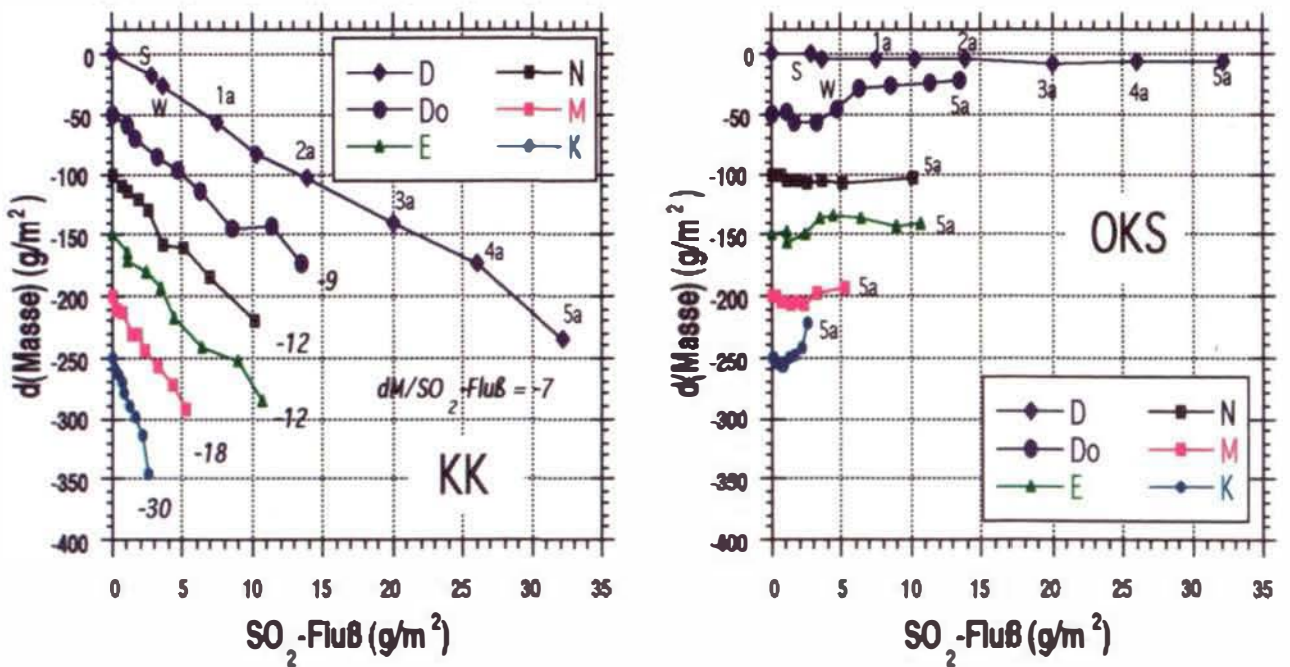 d(Masse) (g/m²)
0
-50
-100
-150
-200
-250
-300
-350
-400
0 5 10 15 20 25 30 35
SO₂-Fluß (g/m²)
D N
Do M
E K
S
W
1a
2a
3a
4a
5a
-9
-12
-12
-18
-30
dM/SO₂-Fluß = -7
KK
d(Masse) (g/m²)
0
-50
-100
-150
-200
-250
-300
-350
-400
0 5 10 15 20 25 30 35
SO₂-Fluß (g/m²)
S
W
1a
2a
3a
4a
5a
5a
5a
5a
5a
5a
OKS
D N
Do M
E K